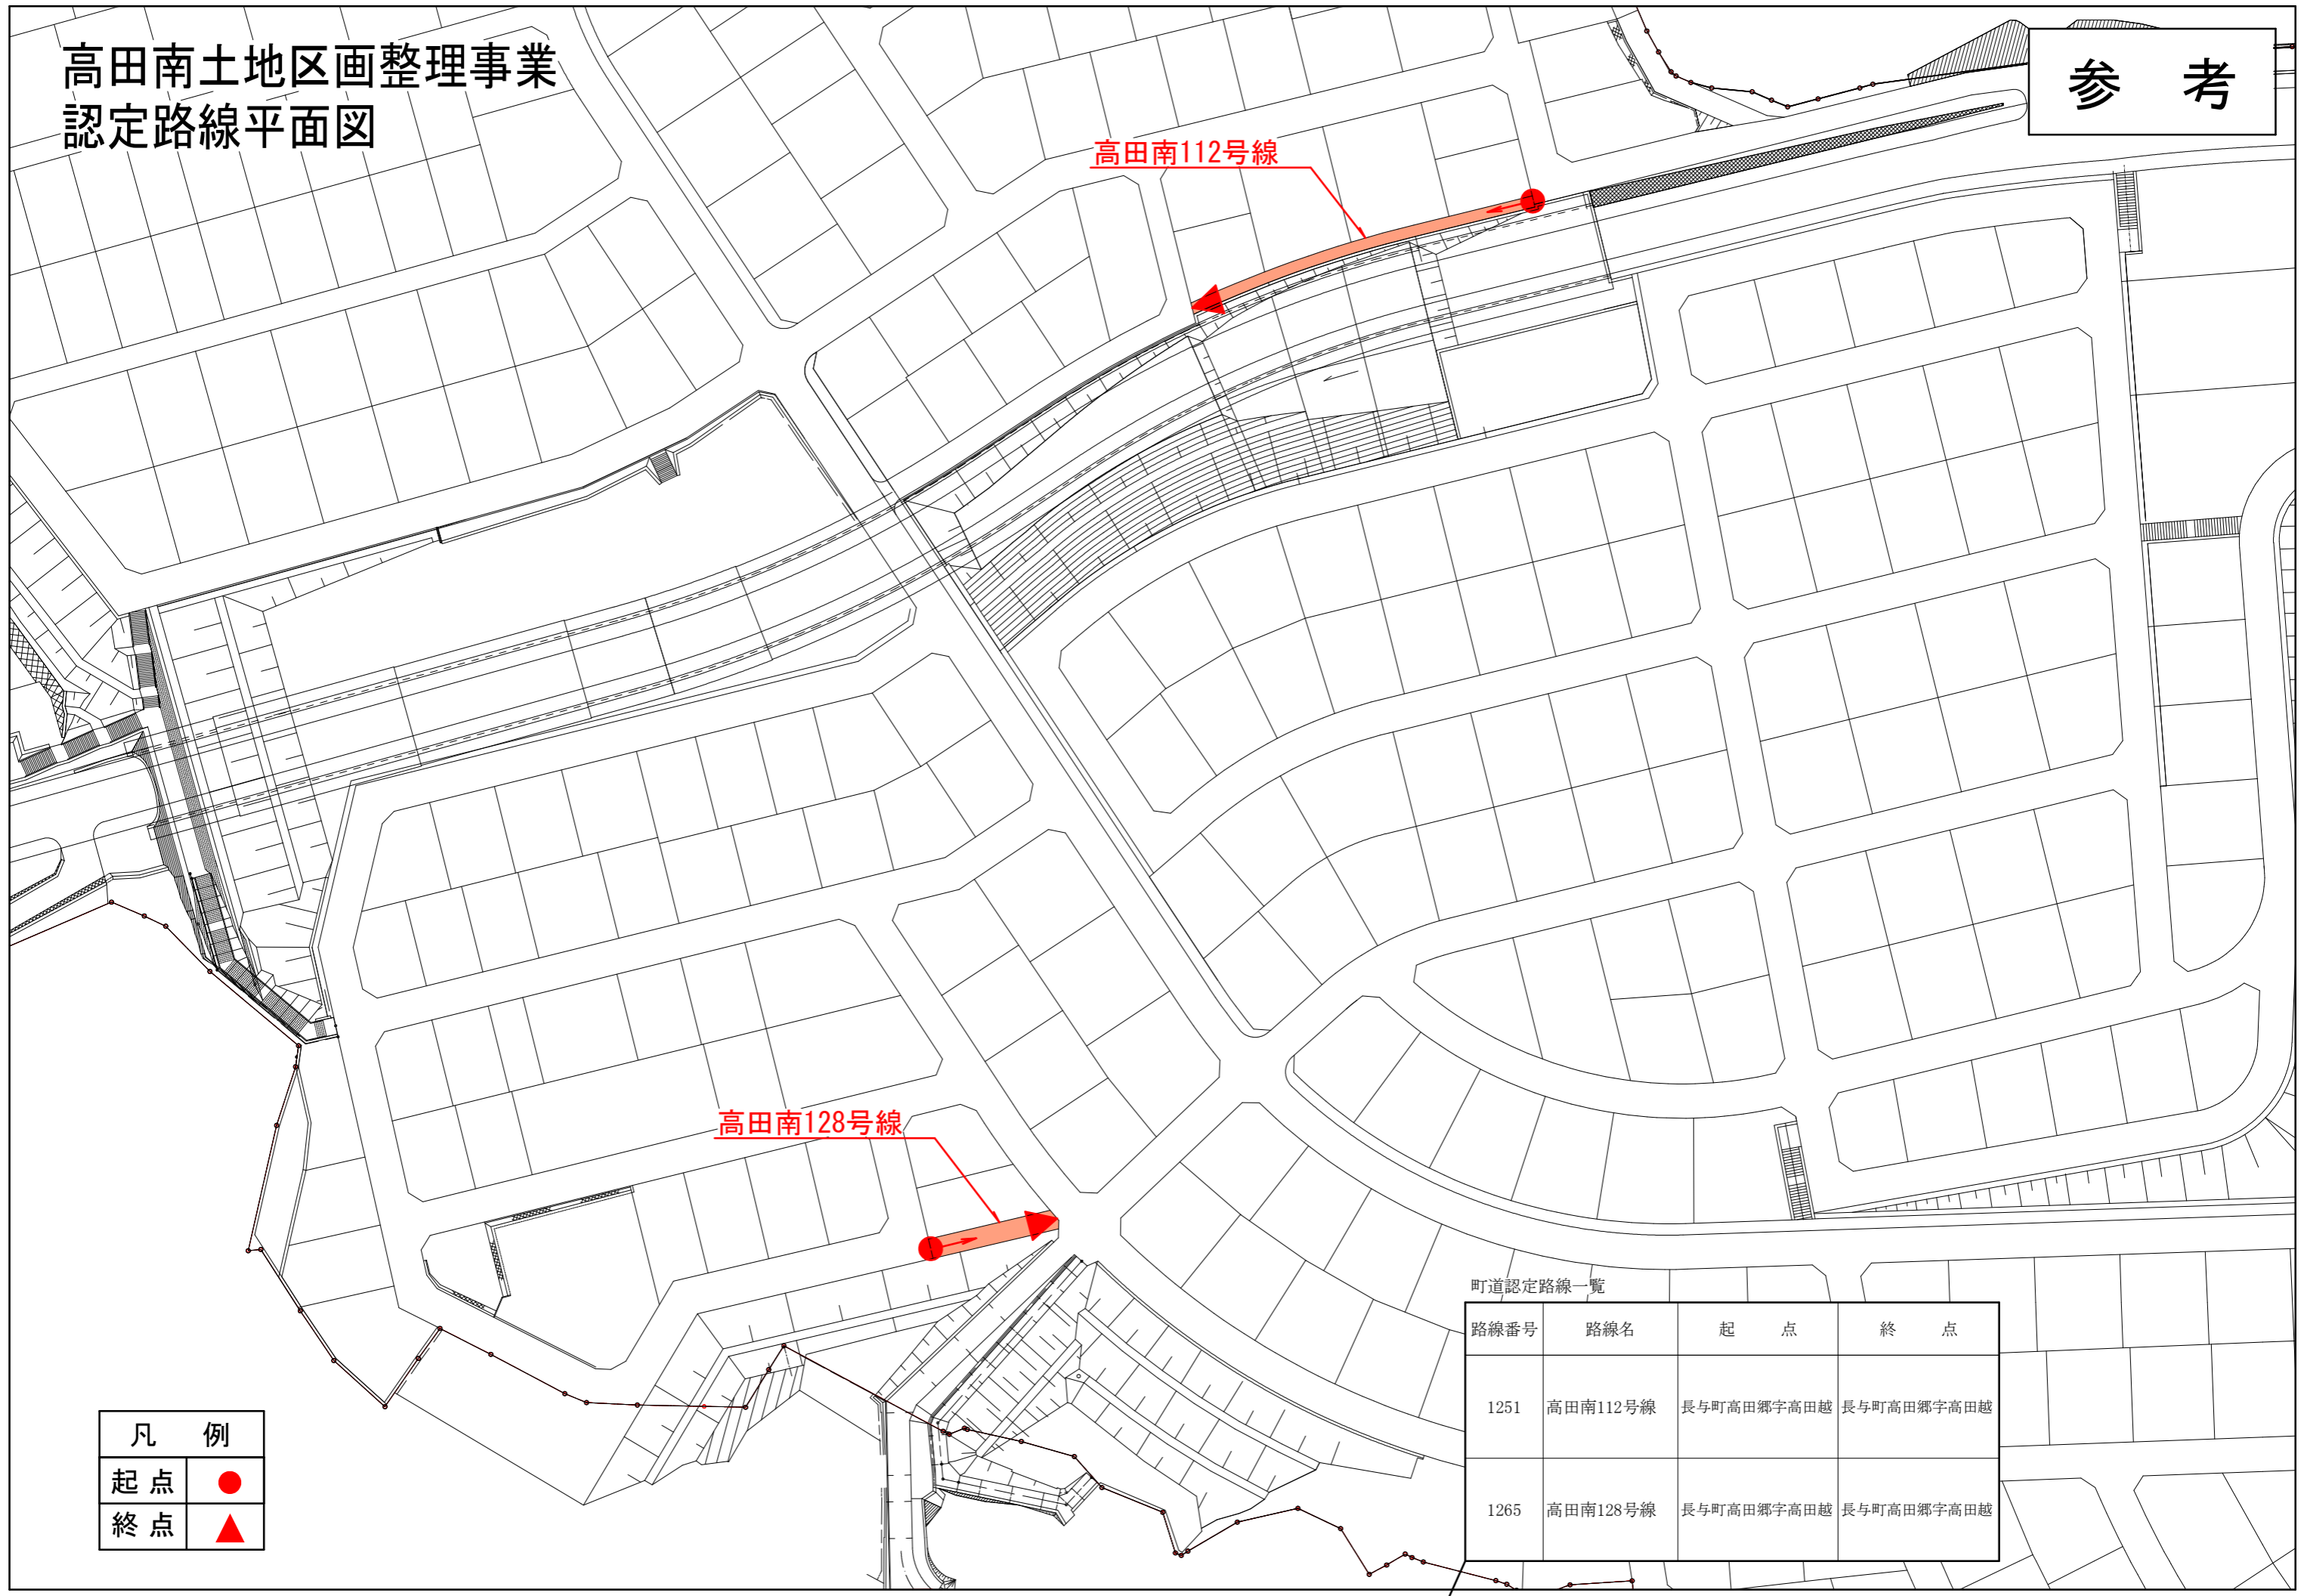 高田南土地区画整理事業
認定路線平面図
参　考
高田南112号線
高田南128号線
町道認定路線一覧
路線番号　路線名　起　点　終　点
1251　高田南112号線　長与町高田郷字高田越　長与町高田郷字高田越
1265　高田南128号線　長与町高田郷字高田越　長与町高田郷字高田越
凡　例
起 点
終 点